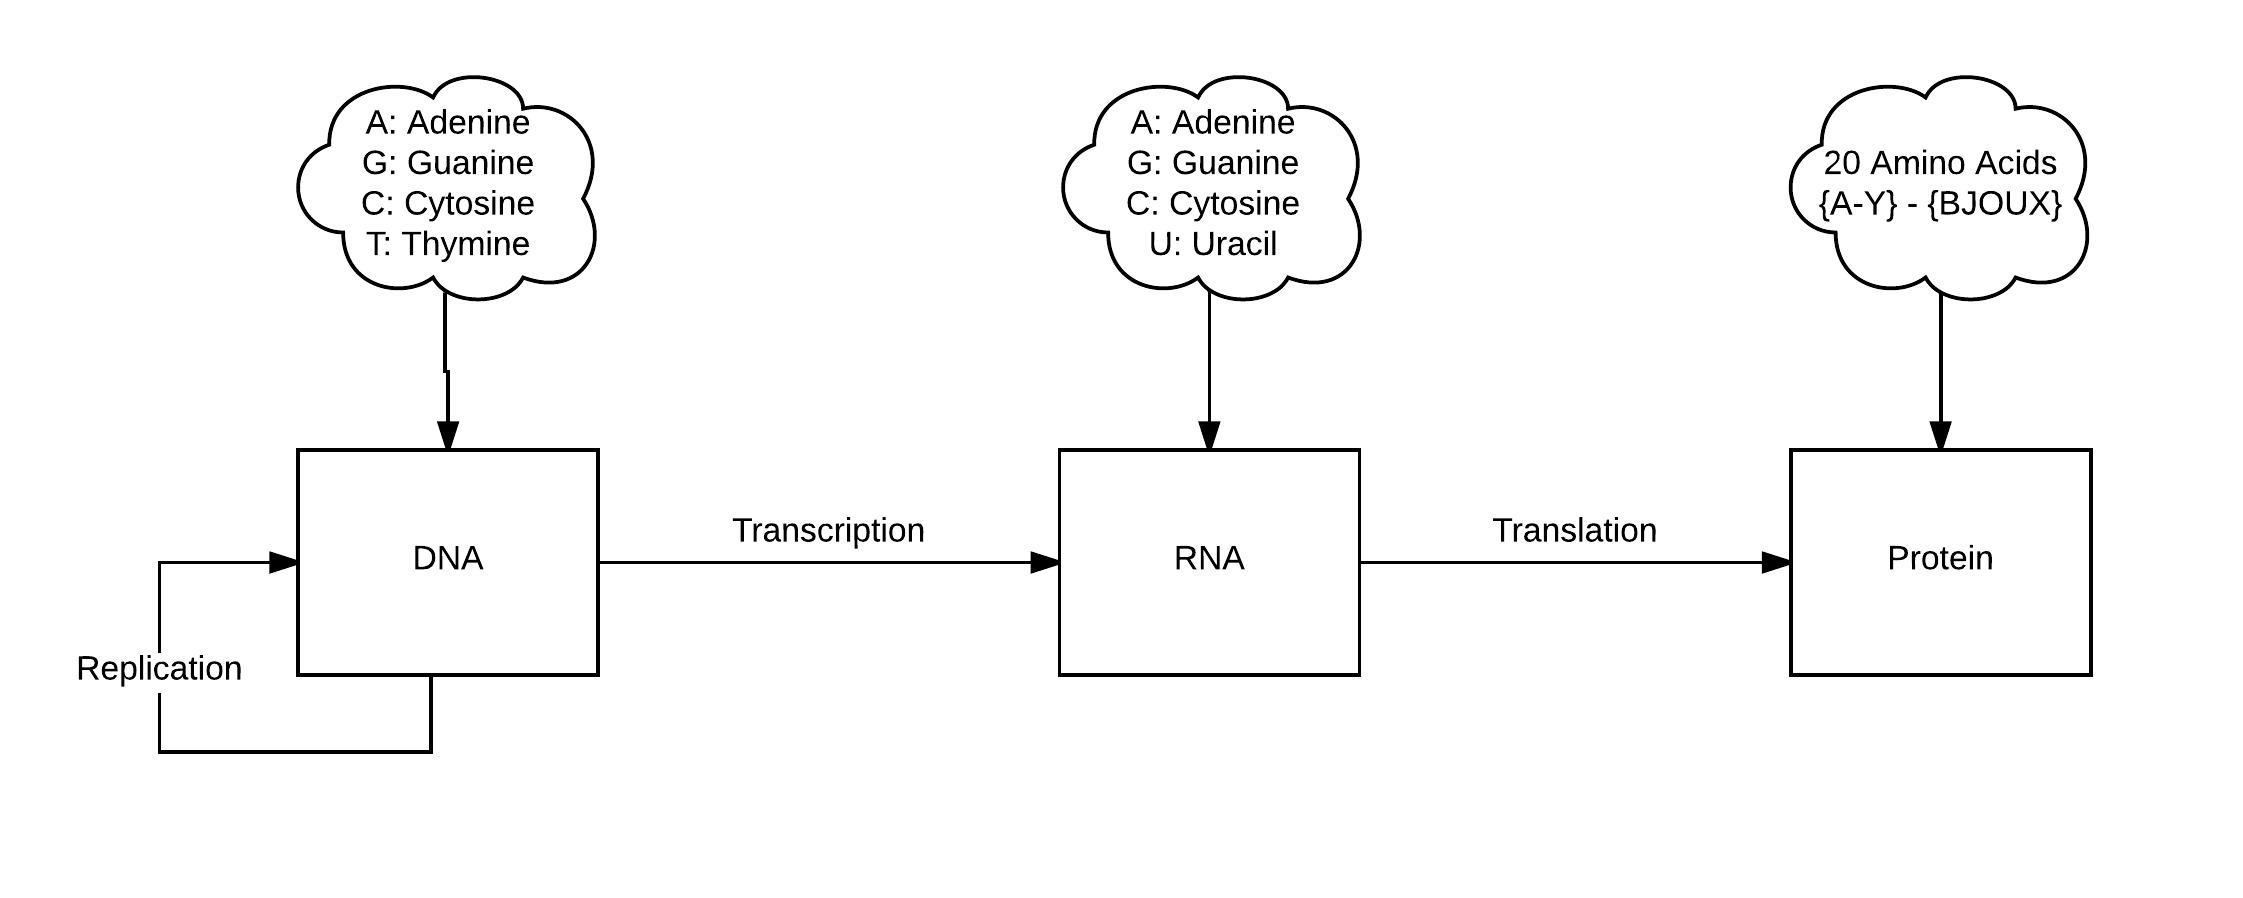 A: Adenine
G: Guanine
C: Cytosine
T: Thymine
A: Adenine
G: Guanine
C: Cytosine
U: Uracil
20 Amino Acids
{A-Y} - {BJOUX}
DNA
Transcription
RNA
Translation
Protein
Replication